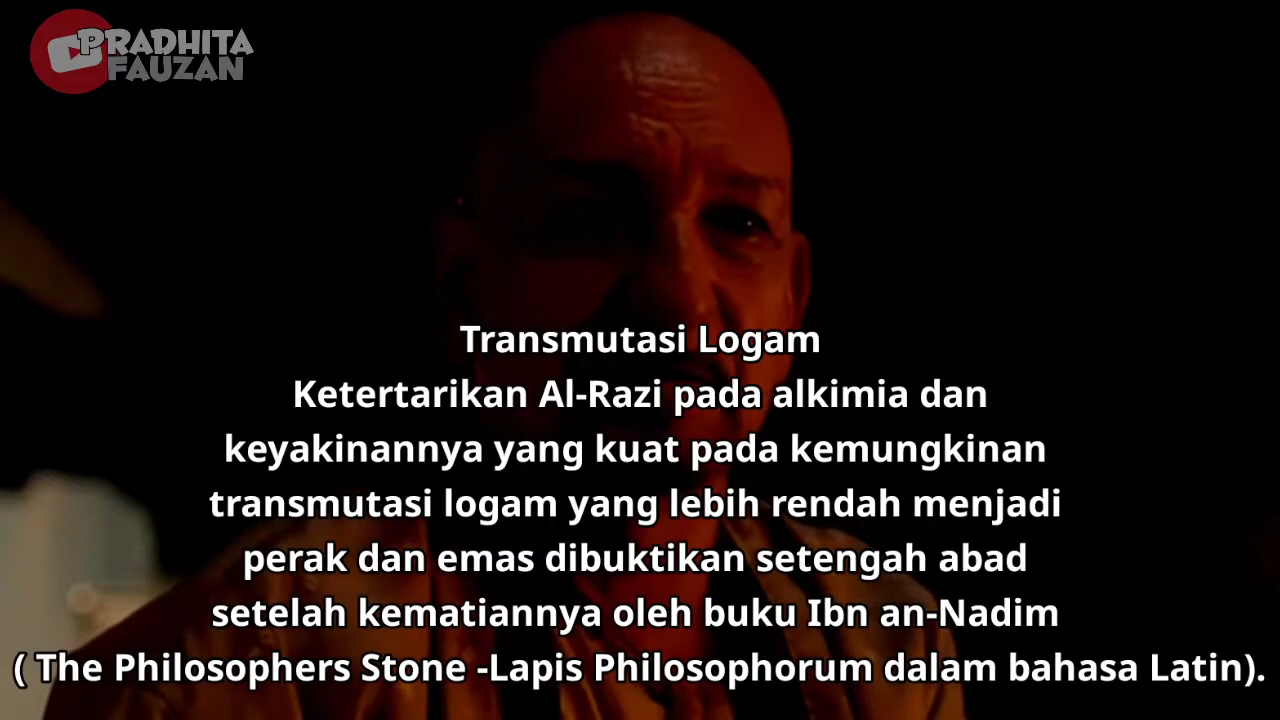 PRADHITA
FAUZAN
Transmutasi Logam
Ketertarikan Al-Razi pada alkimia dan
keyakinannya yang kuat pada kemungkinan
transmutasi logam yang lebih rendah menjadi
perak dan emas dibuktikan setengah abad
setelah kematiannya oleh buku Ibn an-Nadim
( The Philosophers Stone -Lapis Philosophorum dalam bahasa Latin).